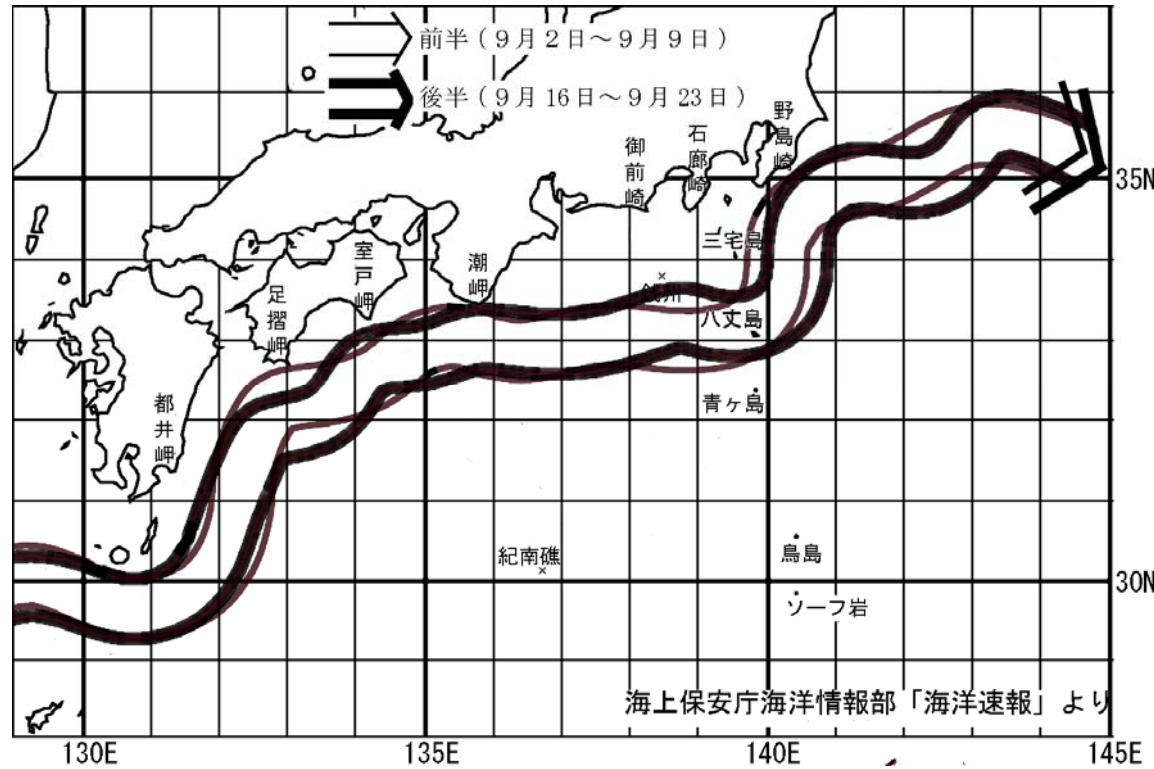 前半(9月2日～9月9日)
後半(9月16日～9月23日)
野島崎
石廊崎
御前崎
35N
三宅島
室戸岬
潮岬
銭州
足摺岬
八丈島
青ヶ島
都井岬
紀南礁
鳥島
30N
ソーフ岩
海上保安庁海洋情報部「海洋速報」より
130E
135E
140E
145E